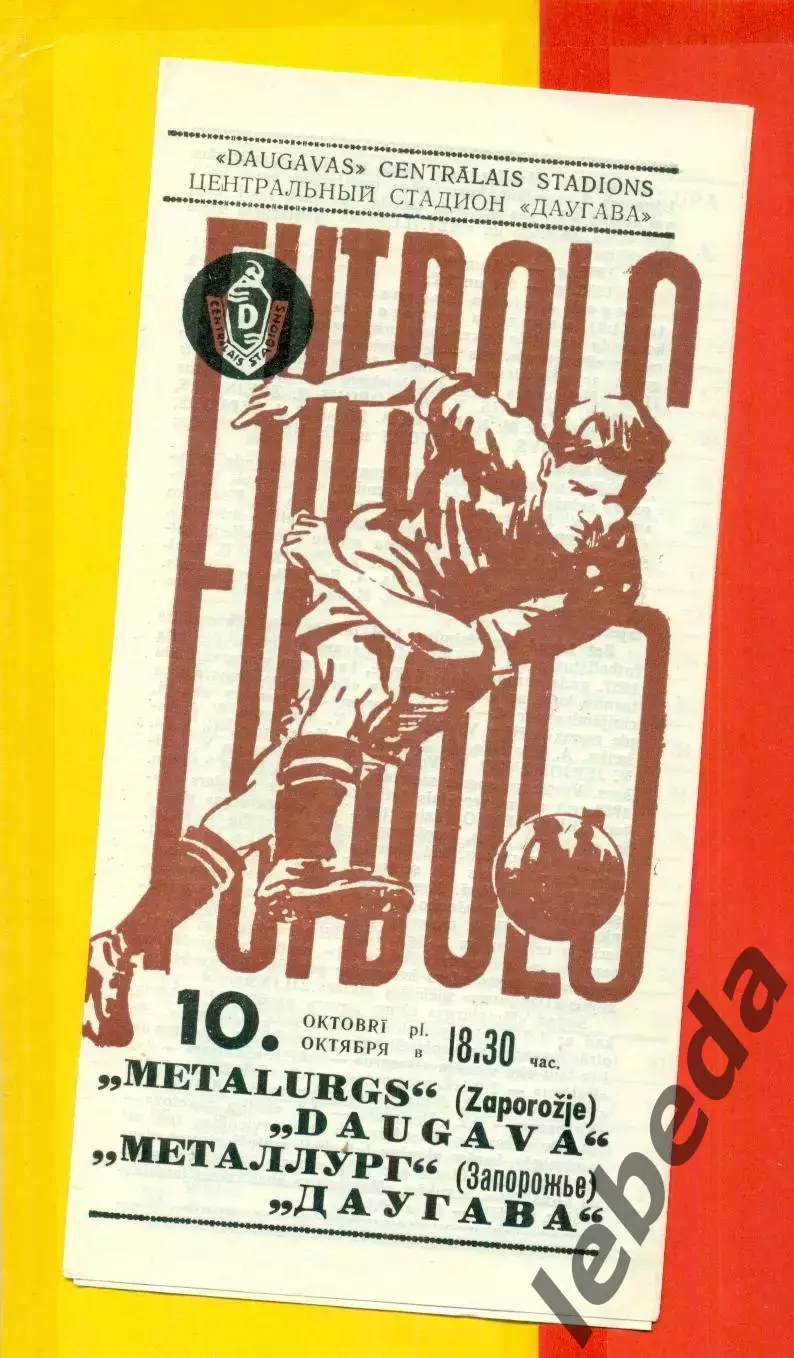 «DAUGAVAS» CENTRĀLAIS STADIONS
ЦЕНТРАЛЬНЫЙ СТАДИОН «ДАУГАВА»
FUTBOLS
D
CENTRĀLAIS STADIONS
FUTBOLS
10. OKTOBRĪ pl. 18.30
ОКТЯБРЯ в час.
„METALURGS“ (Zaporožje)
„DAUGAVA“
„МЕТАЛЛУРГ“ (Запорожье)
„ДАУГАВА“
lebeda